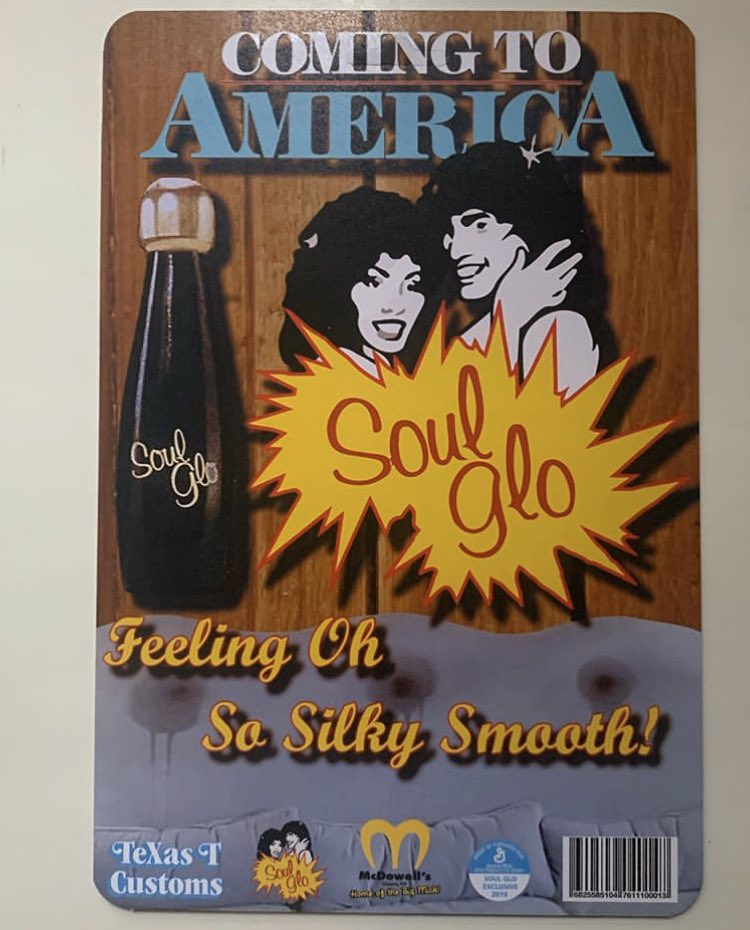 COMING TO
AMERICA
Soul
Glo
Soul
glo
Feeling Oh
So Silky Smooth!
TeXas T
Customs
Soul
Glo
McDowell's
Home of the Big Mick!
SOUL GLO
EXCLUSIVE
2019